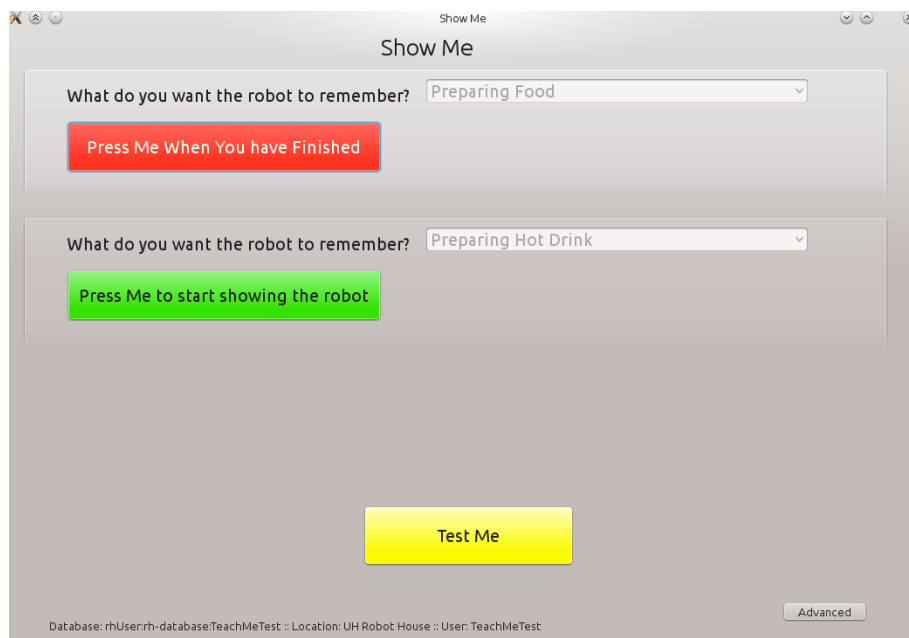 Show Me
Show Me
What do you want the robot to remember? Preparing Food
Press Me When You have Finished
What do you want the robot to remember? Preparing Hot Drink
Press Me to start showing the robot
Test Me
Advanced
Database: rhUser:rh-database:TeachMeTest :: Location: UH Robot House :: User: TeachMeTest